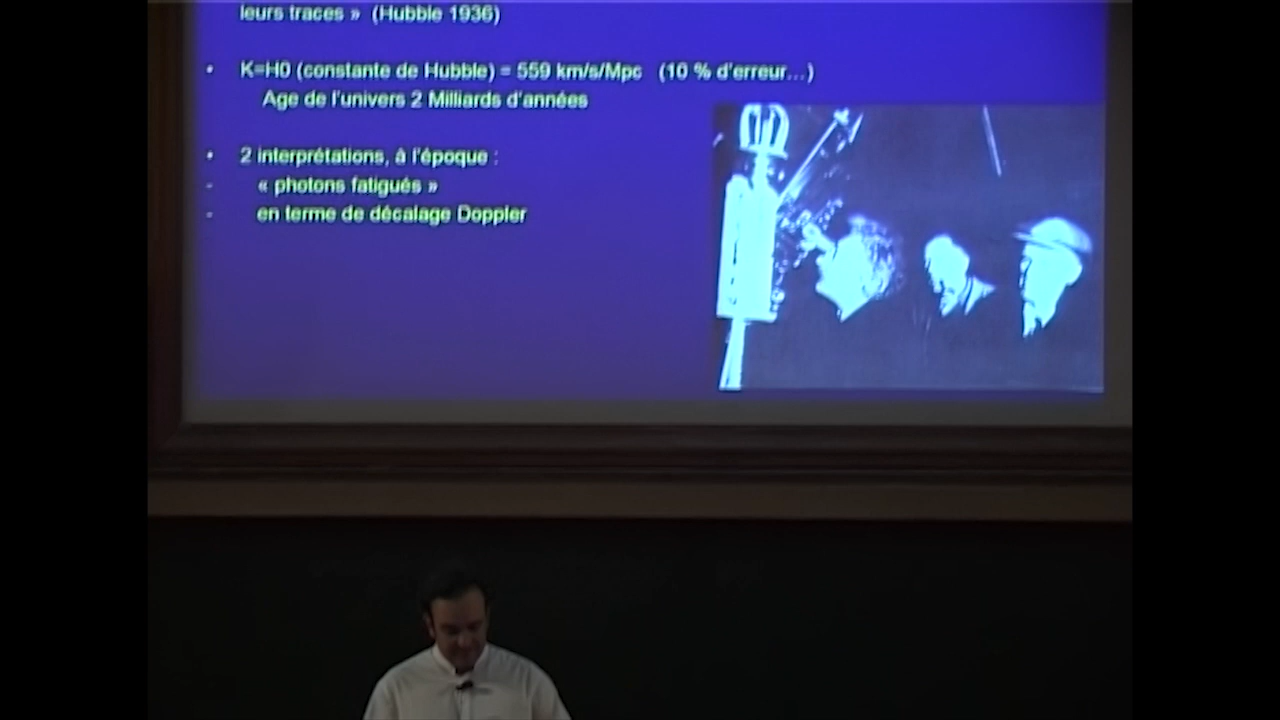 leurs traces » (Hubble 1936)
• K=H0 (constante de Hubble) = 559 km/s/Mpc (10 % d'erreur…)
Age de l'univers 2 Milliards d'années
• 2 interprétations, à l'époque :
- « photons fatigués »
- en terme de décalage Doppler